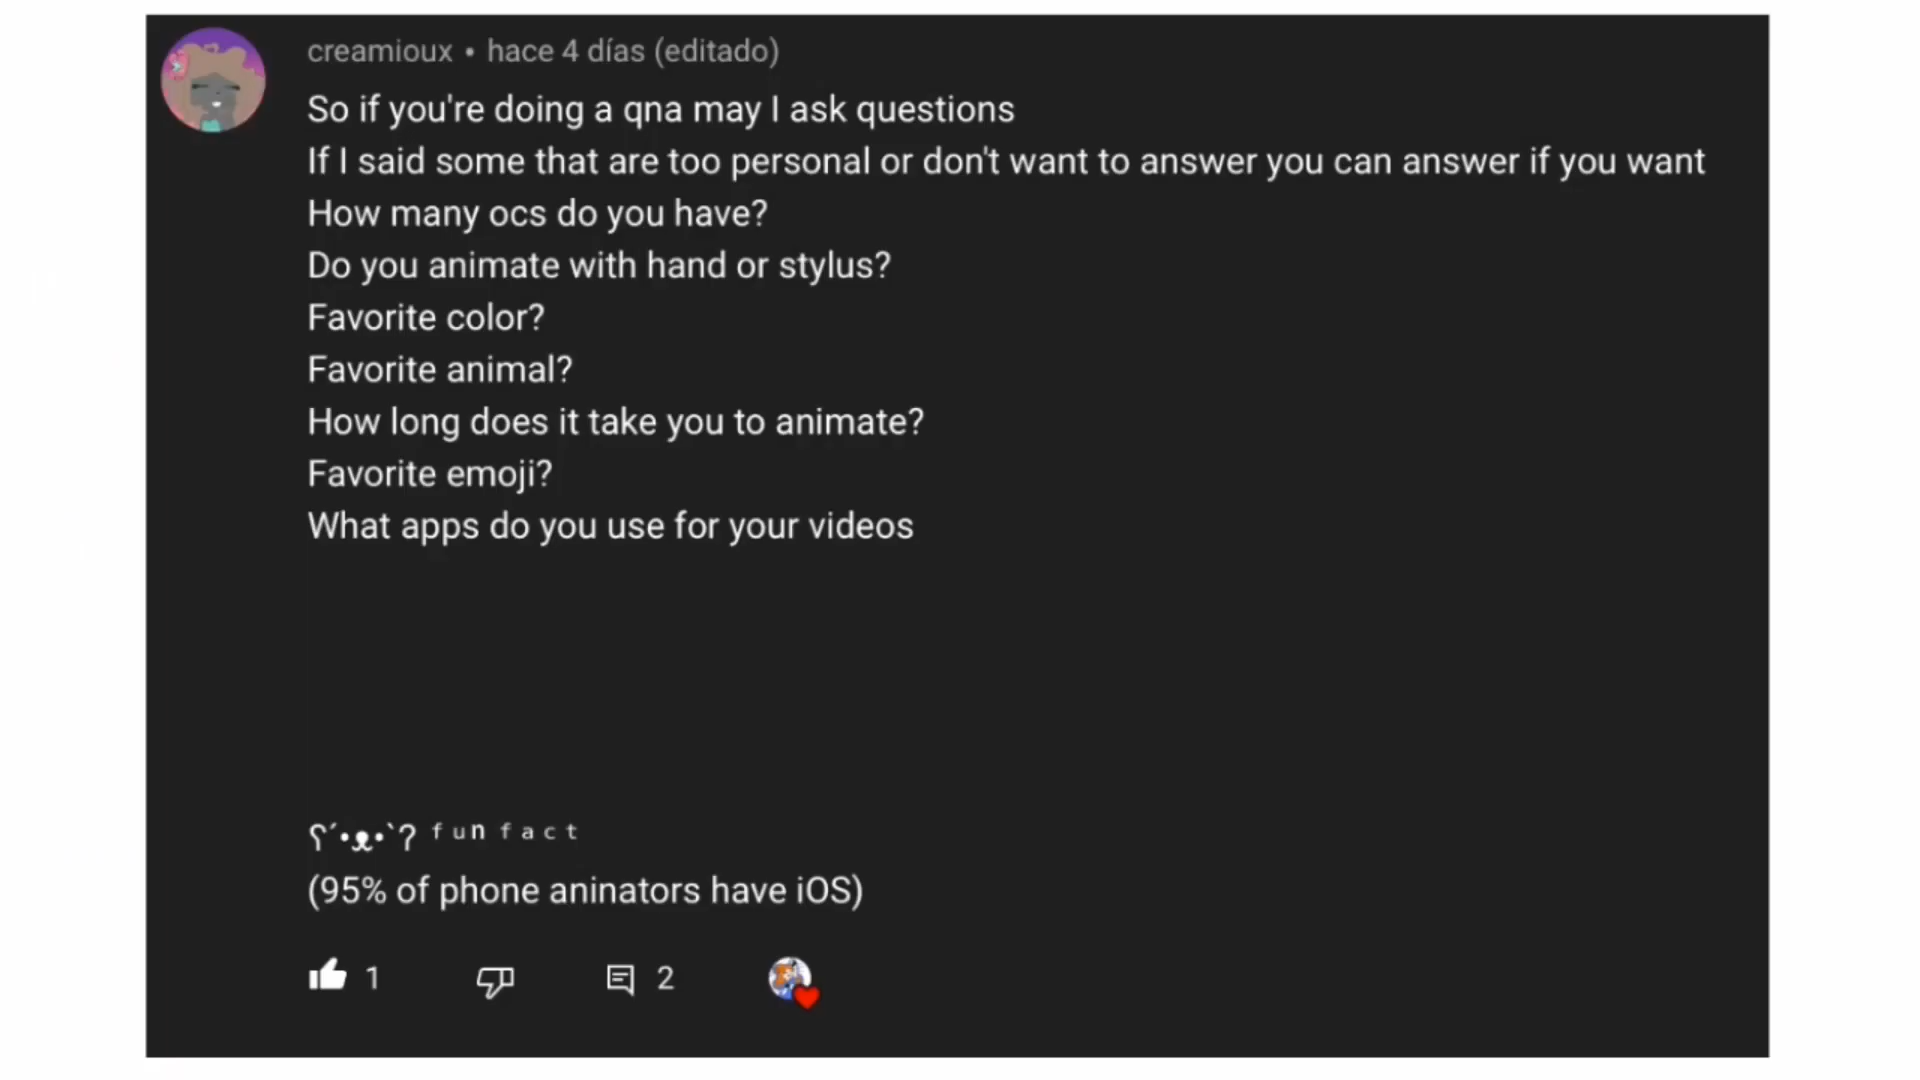 creamioux • hace 4 días (editado)
So if you're doing a qna may I ask questions
If I said some that are too personal or don't want to answer you can answer if you want
How many ocs do you have?
Do you animate with hand or stylus?
Favorite color?
Favorite animal?
How long does it take you to animate?
Favorite emoji?
What apps do you use for your videos
ʕ´•ᴥ•`ʔ ᶠᵘⁿ ᶠᵃᶜᵗ
(95% of phone aninators have iOS)
1 2